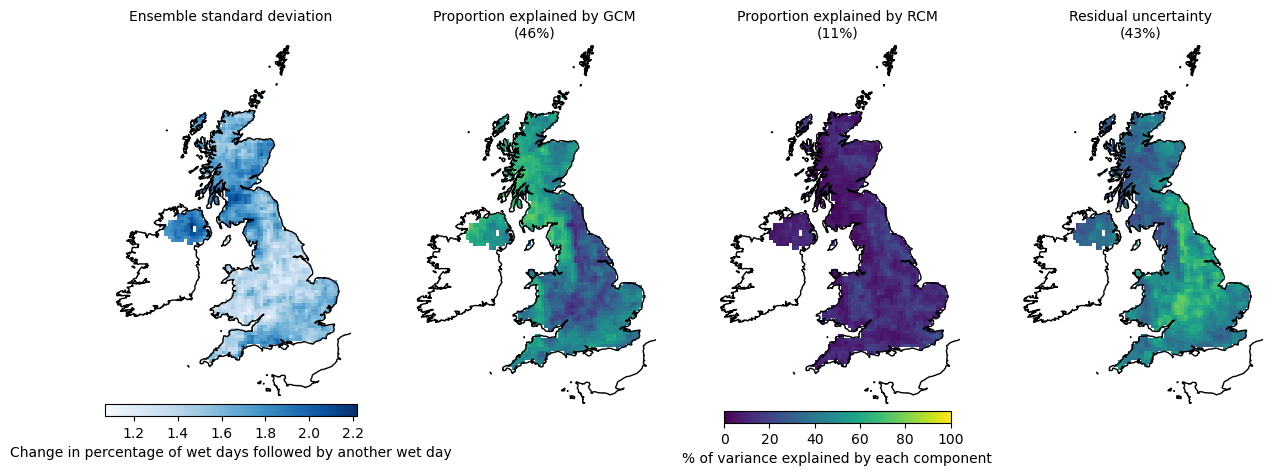 Ensemble standard deviation
Proportion explained by GCM
(46%)
Proportion explained by RCM
(11%)
Residual uncertainty
(43%)
1.2 1.4 1.6 1.8 2.0 2.2
Change in percentage of wet days followed by another wet day
0 20 40 60 80 100
% of variance explained by each component